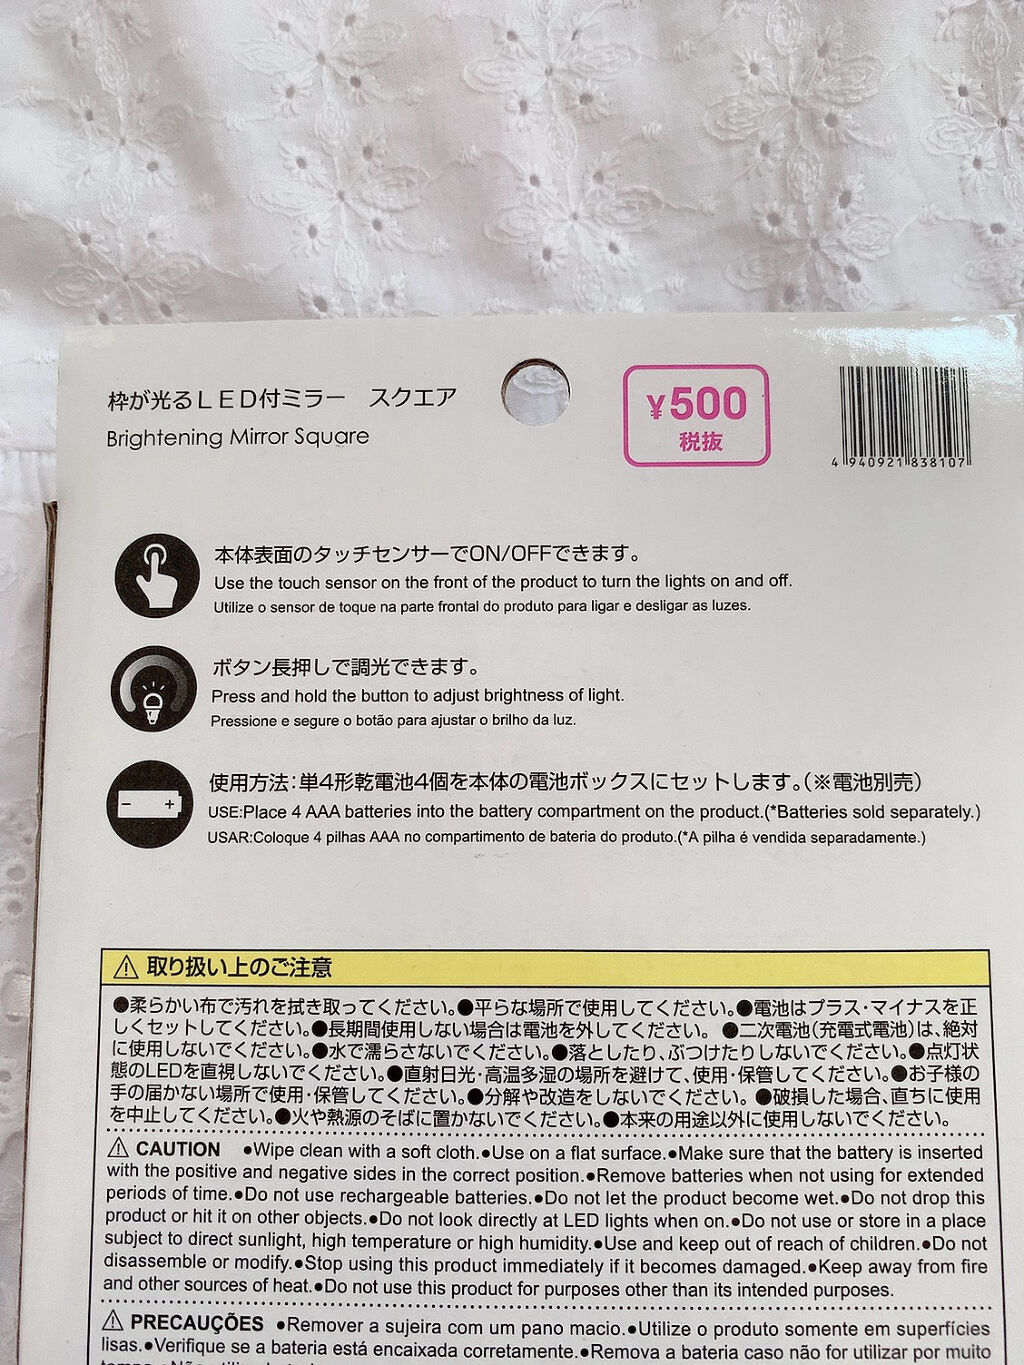 枠が光るLED付ミラー　スクエア
Brightening Mirror Square
¥500
税抜
4 940921 838107
本体表面のタッチセンサーでON/OFFできます。
Use the touch sensor on the front of the product to turn the lights on and off.
Utilize o sensor de toque na parte frontal do produto para ligar e desligar as luzes.
ボタン長押しで調光できます。
Press and hold the button to adjust brightness of light.
Pressione e segure o botão para ajustar o brilho da luz.
使用方法:単4形乾電池4個を本体の電池ボックスにセットします。(※電池別売)
USE:Place 4 AAA batteries into the battery compartment on the product.(*Batteries sold separately.)
USAR:Coloque 4 pilhas AAA no compartimento de bateria do produto.(*A pilha é vendida separadamente.)
⚠ 取り扱い上のご注意
●柔らかい布で汚れを拭き取ってください。●平らな場所で使用してください。●電池はプラス・マイナスを正
しくセットしてください。●長期間使用しない場合は電池を外してください。 ●二次電池(充電式電池)は、絶対
に使用しないでください。●水で濡らさないでください。●落としたり、ぶつけたりしないでください。●点灯状
態のLEDを直視しないでください。●直射日光・高温多湿の場所を避けて、使用・保管してください。●お子様の
手の届かない場所で使用・保管してください。●分解や改造をしないでください。 ●破損した場合、直ちに使用
を中止してください。●火や熱源のそばに置かないでください。●本来の用途以外に使用しないでください。
⚠ CAUTION ●Wipe clean with a soft cloth.●Use on a flat surface.●Make sure that the battery is inserted
with the positive and negative sides in the correct position.●Remove batteries when not using for extended
periods of time.●Do not use rechargeable batteries.●Do not let the product become wet.●Do not drop this
product or hit it on other objects.●Do not look directly at LED lights when on.●Do not use or store in a place
subject to direct sunlight, high temperature or high humidity.●Use and keep out of reach of children.●Do not
disassemble or modify.●Stop using this product immediately if it becomes damaged.●Keep away from fire
and other sources of heat.●Do not use this product for purposes other than its intended purposes.
⚠ PRECAUÇÕES ●Remover a sujeira com um pano macio.●Utilize o produto somente em superfícies
lisas.●Verifique se a bateria está encaixada corretamente.●Remova a bateria caso não for utilizar por muito